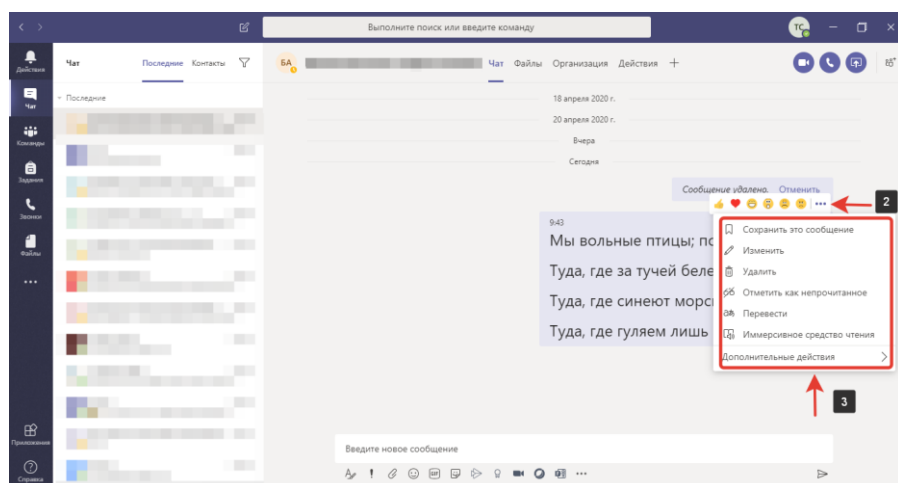 Выполните поиск или введите команду
ТС
Действия
Чат
Команды
Задания
Звонки
Файлы
Приложения
Справка
Чат
Последние
Контакты
Последние
БА
Чат
Файлы
Организация
Действия
18 апреля 2020 г.
20 апреля 2020 г.
Вчера
Сегодня
Сообщение удалено. Отменить
2
9:43
Мы вольные птицы; по
Туда, где за тучей беле
Туда, где синеют морс
Туда, где гуляем лишь
Сохранить это сообщение
Изменить
Удалить
Отметить как непрочитанное
Перевести
Иммерсивное средство чтения
Дополнительные действия
3
Введите новое сообщение
GIF